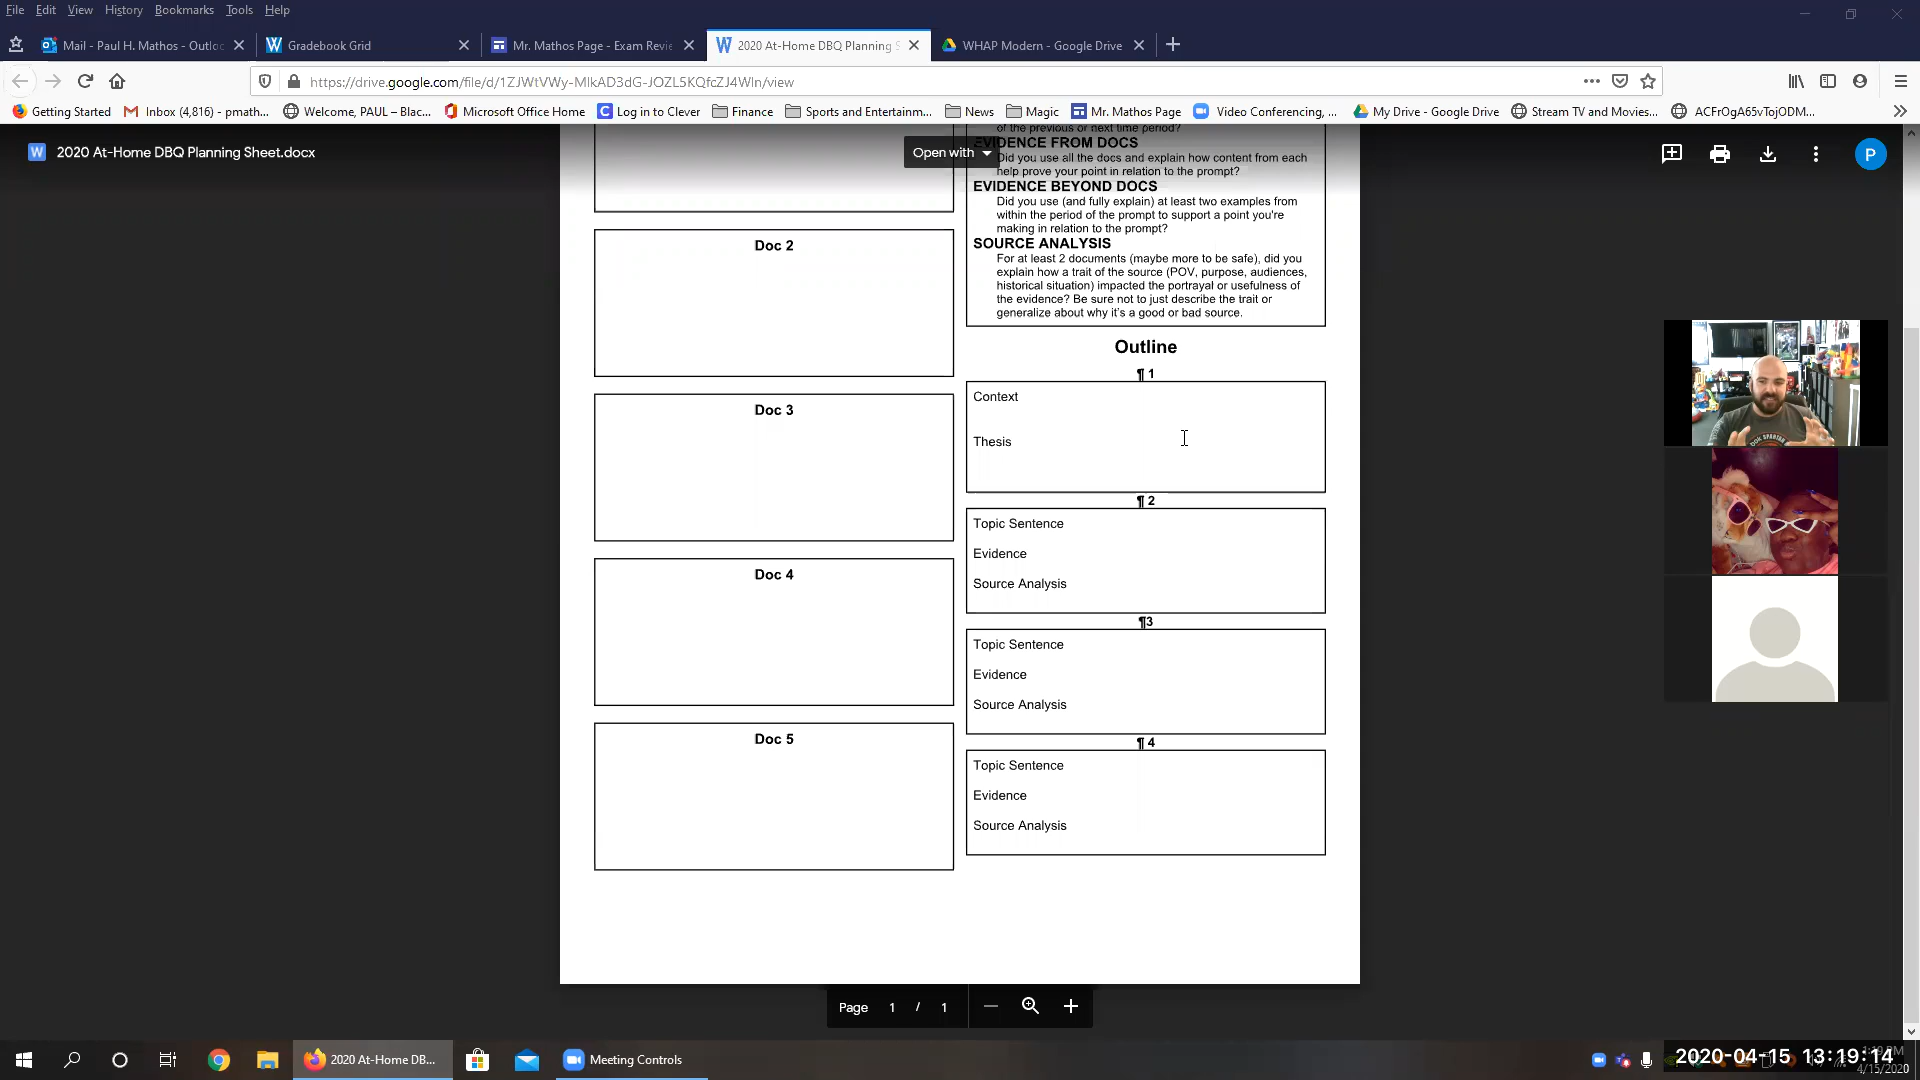 File Edit View History Bookmarks Tools Help
Mail - Paul H. Mathos - Outloo
Gradebook Grid
Mr. Mathos Page - Exam Revie
2020 At-Home DBQ Planning S
WHAP Modern - Google Drive
https://drive.google.com/file/d/1ZJWtVWy-MlkAD3dG-JOZL5KQfcZJ4Wln/view
Getting Started Inbox (4,816) - pmath... Welcome, PAUL – Blac... Microsoft Office Home Log in to Clever Finance Sports and Entertainm... News Magic Mr. Mathos Page Video Conferencing, ... My Drive - Google Drive Stream TV and Movies... ACFrOgA65vTojODM...
2020 At-Home DBQ Planning Sheet.docx
Open with
P
of the previous or next time period?
EVIDENCE FROM DOCS
Did you use all the docs and explain how content from each
help prove your point in relation to the prompt?
EVIDENCE BEYOND DOCS
Did you use (and fully explain) at least two examples from
within the period of the prompt to support a point you're
making in relation to the prompt?
SOURCE ANALYSIS
For at least 2 documents (maybe more to be safe), did you
explain how a trait of the source (POV, purpose, audiences,
historical situation) impacted the portrayal or usefulness of
the evidence? Be sure not to just describe the trait or
generalize about why it's a good or bad source.
Doc 2
Doc 3
Doc 4
Doc 5
Outline
¶ 1
Context
Thesis
¶ 2
Topic Sentence
Evidence
Source Analysis
¶3
Topic Sentence
Evidence
Source Analysis
¶ 4
Topic Sentence
Evidence
Source Analysis
Page 1 / 1
2020 At-Home DB...
Meeting Controls
2020-04-15 13:19:14
4/15/2020